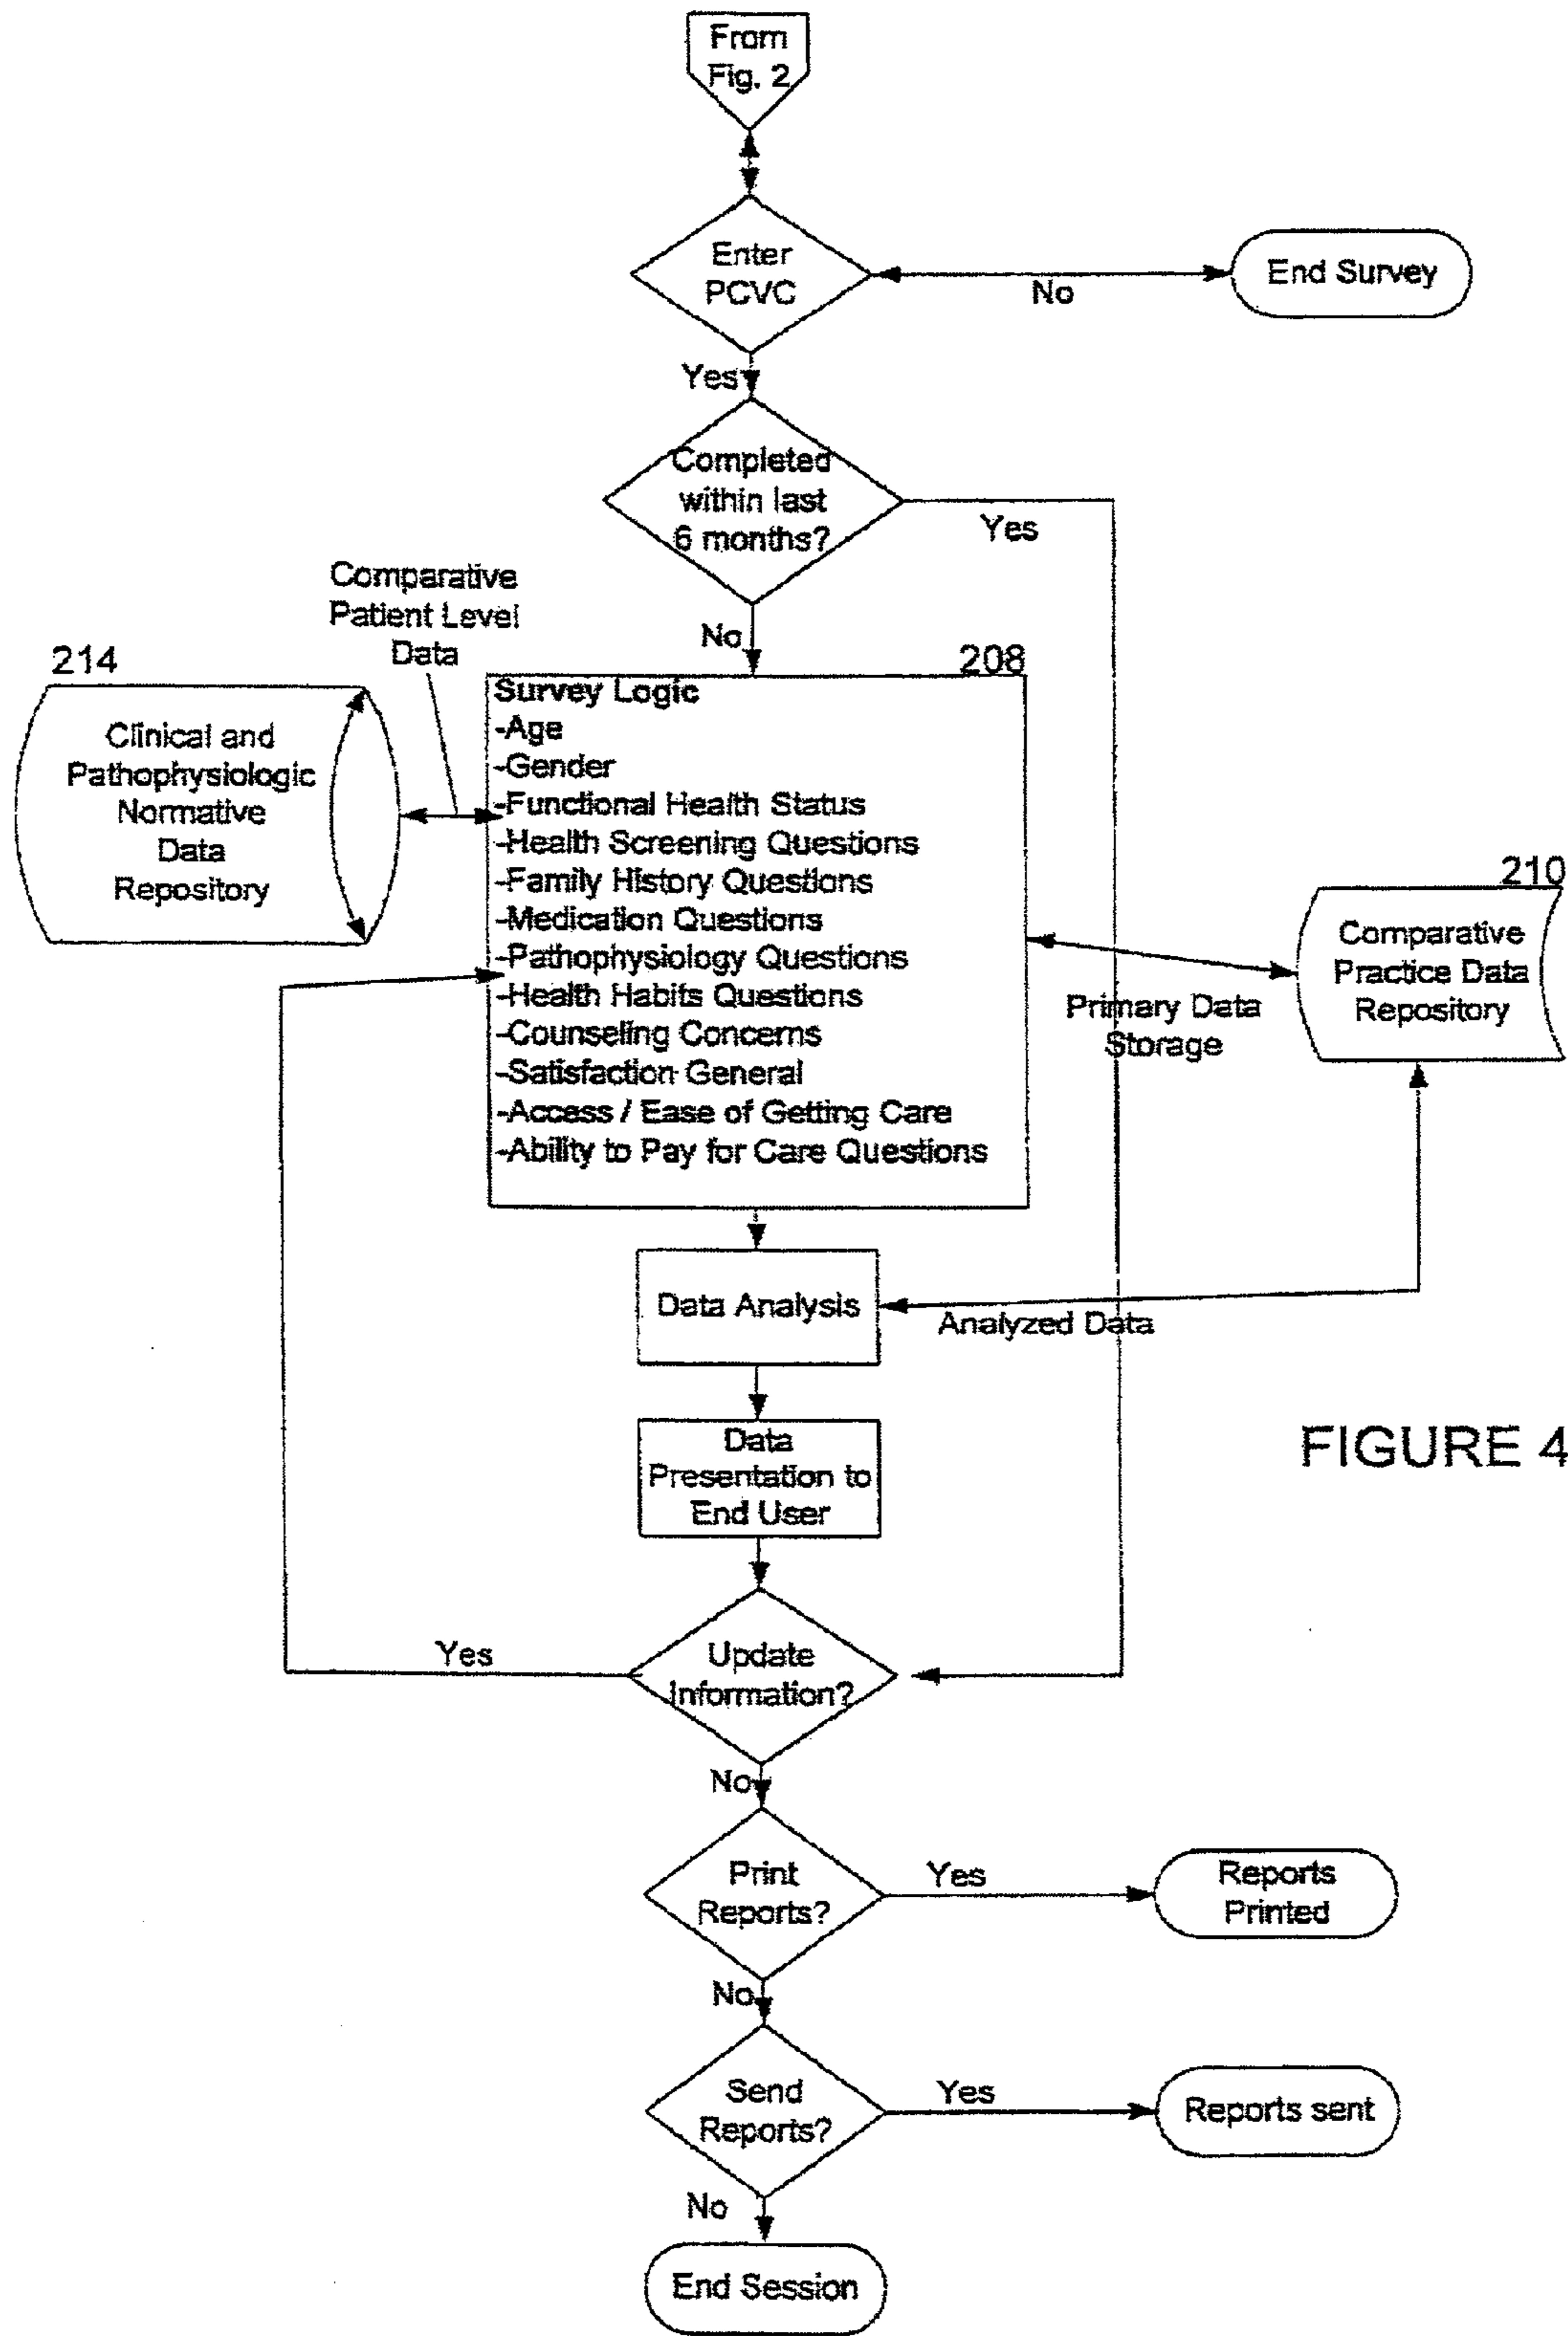 From
Fig. 2
Enter
PCVC
No
End Survey
Yes
Completed
within last
6 months?
Yes
Comparative
Patient Level
Data
No
214
208
Clinical and
Pathophysiologic
Normative
Data
Repository
Survey Logic
-Age
-Gender
-Functional Health Status
-Health Screening Questions
-Family History Questions
-Medication Questions
-Pathophysiology Questions
-Health Habits Questions
-Counseling Concerns
-Satisfaction General
-Access / Ease of Getting Care
-Ability to Pay for Care Questions
210
Comparative
Practice Data
Repository
Primary Data
Storage
Data Analysis
Analyzed Data
Data
Presentation to
End User
FIGURE 4
Yes
Update
Information?
No
Print
Reports?
Yes
Reports
Printed
No
Send
Reports?
Yes
Reports sent
No
End Session